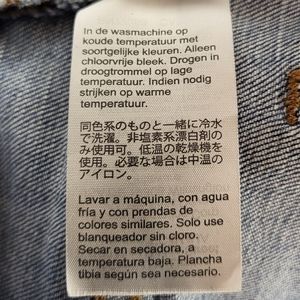 In de wasmachine op
koude temperatuur met
soortgelijke kleuren. Alleen
chloorvrije bleek. Drogen in
droogtrommel op lage
temperatuur. Indien nodig
strijken op warme
temperatuur.
同色系のものと一緒に冷水
で洗濯。非塩素系漂白剤の
み使用可。低温の乾燥機を
使用。必要な場合は中温の
アイロン。
Lavar a máquina, con agua
fría y con prendas de
colores similares. Solo use
blanqueador sin cloro.
Secar en secadora, a
temperatura baja. Plancha
tibia según sea necesario.